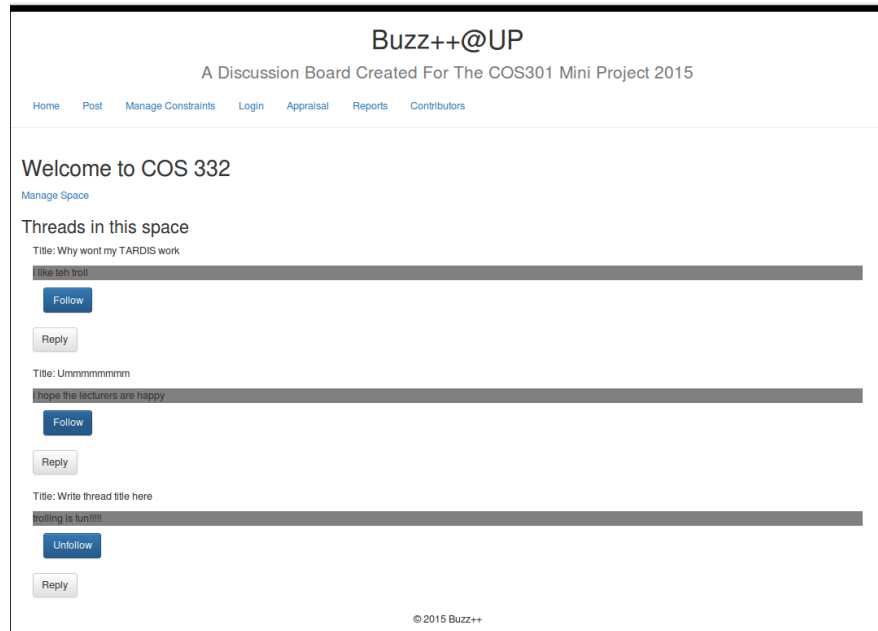 Buzz++@UP
A Discussion Board Created For The COS301 Mini Project 2015
Home Post Manage Constraints Login Appraisal Reports Contributors
Welcome to COS 332
Manage Space
Threads in this space
Title: Why wont my TARDIS work
i like teh troll
Follow
Reply
Title: Ummmmmmmm
i hope the lecturers are happy
Follow
Reply
Title: Write thread title here
trolling is fun!!!!!
Unfollow
Reply
© 2015 Buzz++